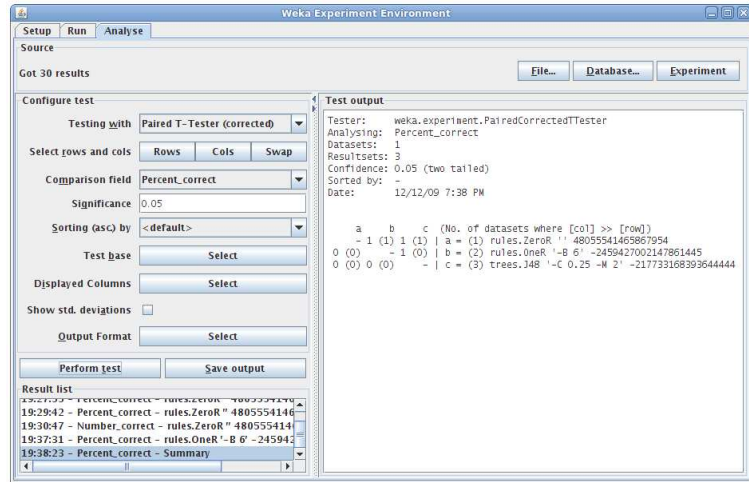 Weka Experiment Environment
Setup Run Analyse
Source
Got 30 results
File... Database... Experiment
Configure test
Testing with Paired T-Tester (corrected)
Select rows and cols Rows Cols Swap
Comparison field Percent_correct
Significance 0.05
Sorting (asc.) by <default>
Test base Select
Displayed Columns Select
Show std. deviations
Output Format Select
Perform test Save output
Result list
19:29:42 - Percent_correct - rules.ZeroR '' 4805554146
19:30:47 - Number_correct - rules.ZeroR '' 480555414
19:37:31 - Percent_correct - rules.OneR '-B 6' -245942
19:38:23 - Percent_correct - Summary
Test output
Tester: weka.experiment.PairedCorrectedTTester
Analysing: Percent_correct
Datasets: 1
Resultsets: 3
Confidence: 0.05 (two tailed)
Sorted by: -
Date: 12/12/09 7:38 PM
a b c (No. of datasets where [col] >> [row])
- 1 (1) 1 (1) | a = (1) rules.ZeroR '' 48055541465867954
0 (0) - 1 (0) | b = (2) rules.OneR '-B 6' -2459427002147861445
0 (0) 0 (0) - | c = (3) trees.J48 '-C 0.25 -M 2' -217733168393644444